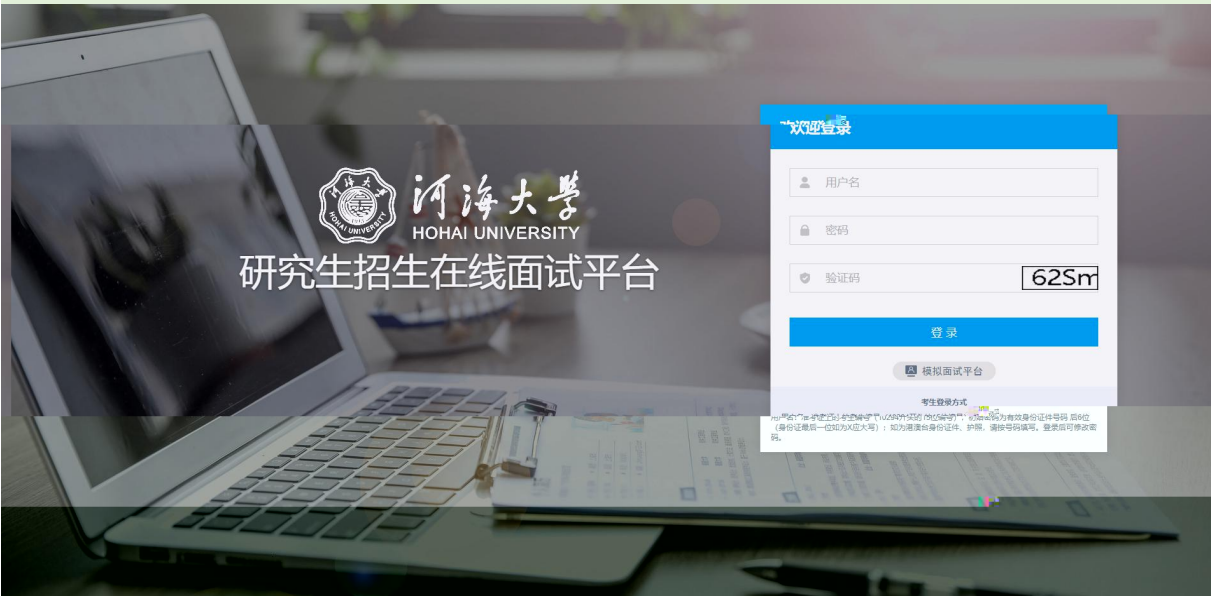 欢迎登录
河海大學
HOHAI UNIVERSITY
研究生招生在线面试平台
用户名
密码
验证码
62Sm
登录
模拟面试平台
考生登录方式
(身份证最后一位如为X应大写)；如为港澳台身份证件、护照，请按号码填写。登录后可修改密
码。